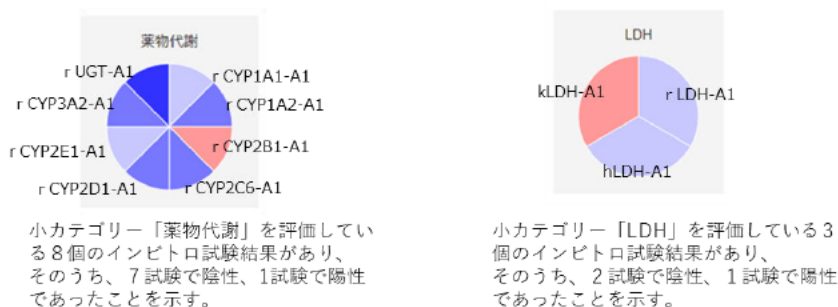 薬物代謝
r UGT-A1
r CYP1A1-A1
r CYP3A2-A1
r CYP1A2-A1
r CYP2E1-A1
r CYP2B1-A1
r CYP2D1-A1
r CYP2C6-A1
小カテゴリー「薬物代謝」を評価してい
る8個のインビトロ試験結果があり、
そのうち、７試験で陰性、1試験で陽性
であったことを示す。
LDH
kLDH-A1
r LDH-A1
hLDH-A1
小カテゴリー「LDH」を評価している３
個のインビトロ試験結果があり、
そのうち、２試験で陰性、１試験で陽性
であったことを示す。